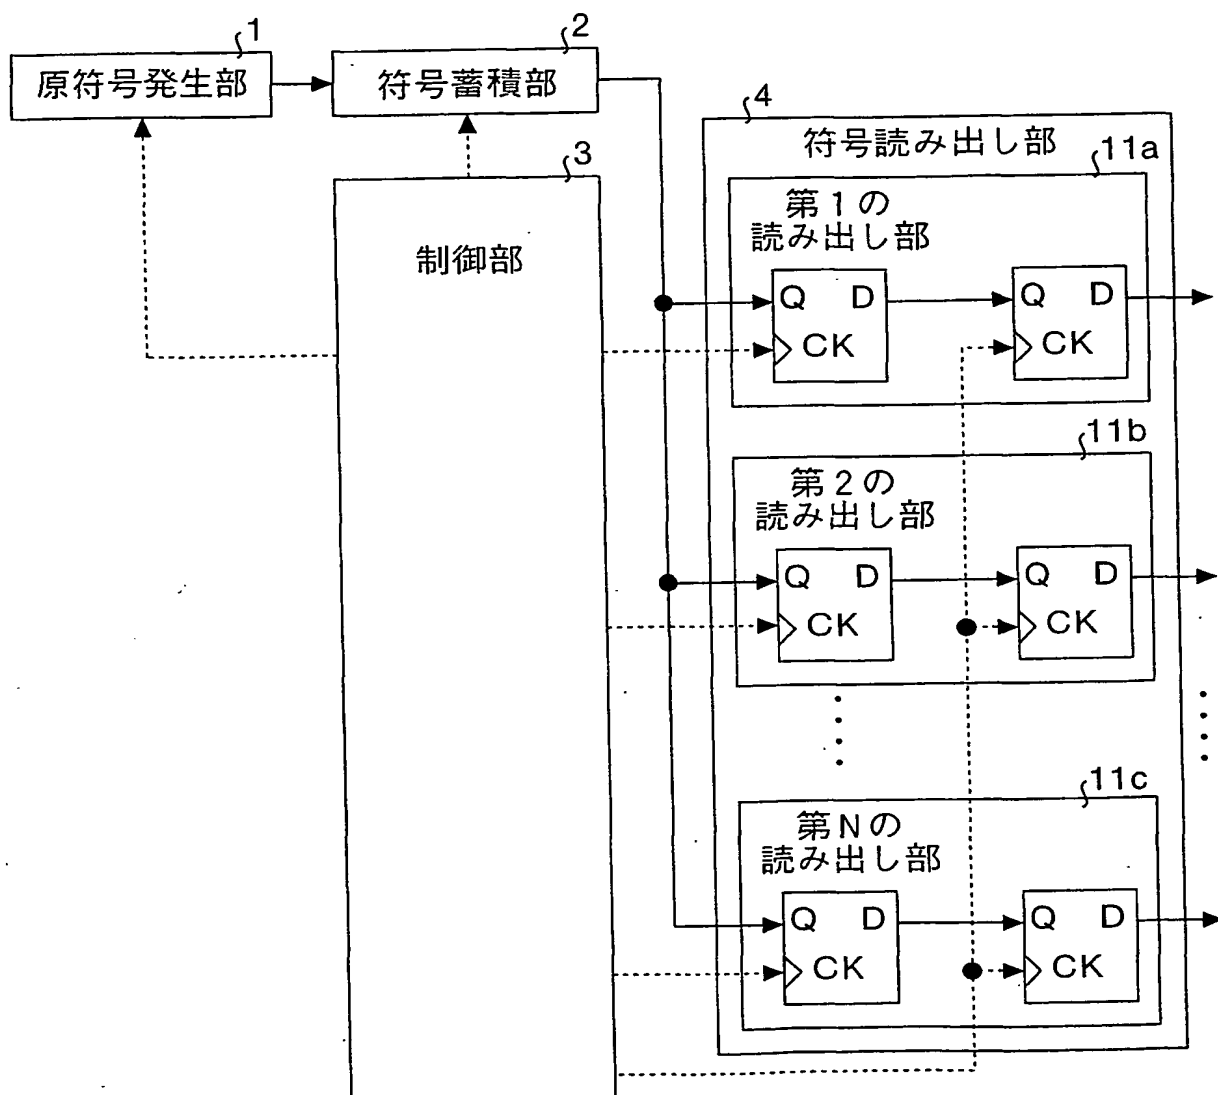 1
原符号発生部
2
符号蓄積部
3
制御部
4
符号読み出し部
11a
第1の
読み出し部
Q D
CK
Q D
CK
11b
第2の
読み出し部
Q D
CK
Q D
CK
11c
第Nの
読み出し部
Q D
CK
Q D
CK